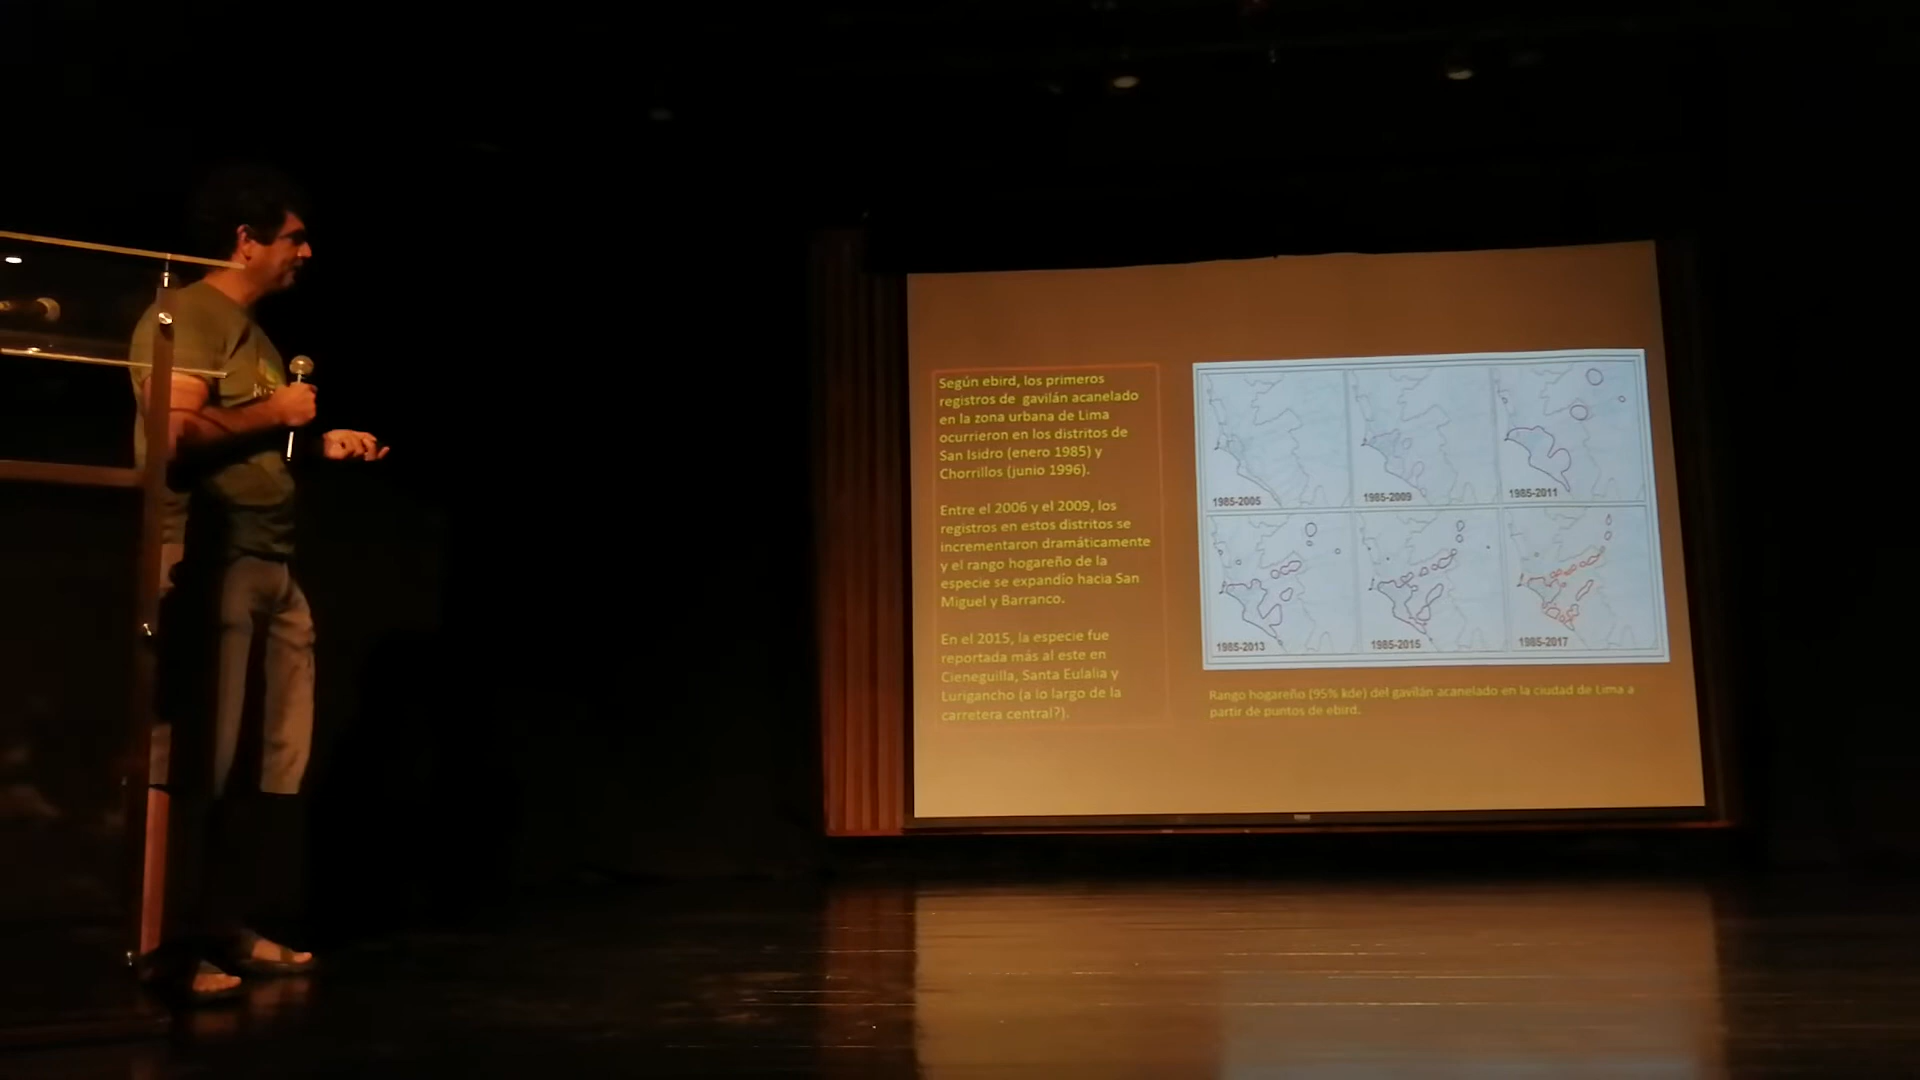 Según ebird, los primeros
registros de gavilán acanelado
en la zona urbana de Lima
ocurrieron en los distritos de
San Isidro (enero 1985) y
Chorrillos (junio 1996).
Entre el 2006 y el 2009, los
registros en estos distritos se
incrementaron dramáticamente
y el rango hogareño de la
especie se expandío hacia San
Miguel y Barranco.
En el 2015, la especie fue
reportada más al este en
Cieneguilla, Santa Eulalia y
Lurigancho (a lo largo de la
carretera central?).
1985-2005
1985-2009
1985-2011
1985-2013
1985-2015
1985-2017
Rango hogareño (95% kde) del gavilán acanelado en la ciudad de Lima a
partir de puntos de ebird.